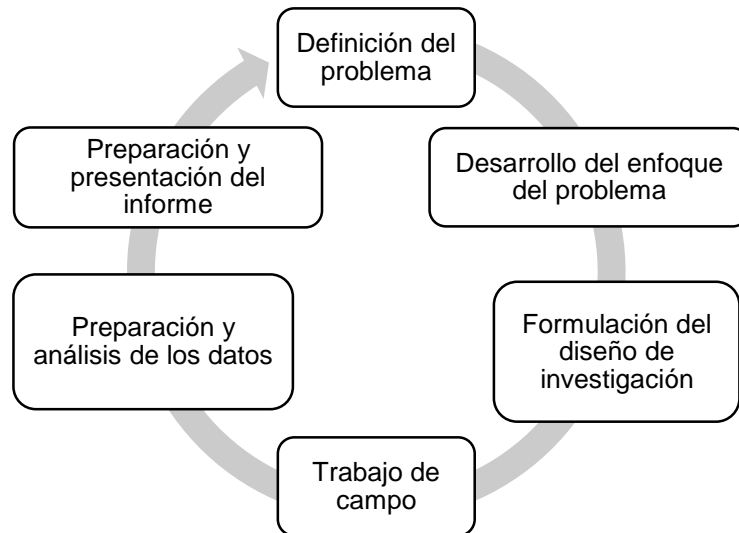 Definición del
problema
Desarrollo del enfoque
del problema
Formulación del
diseño de
investigación
Trabajo de
campo
Preparación y
análisis de los datos
Preparación y
presentación del
informe